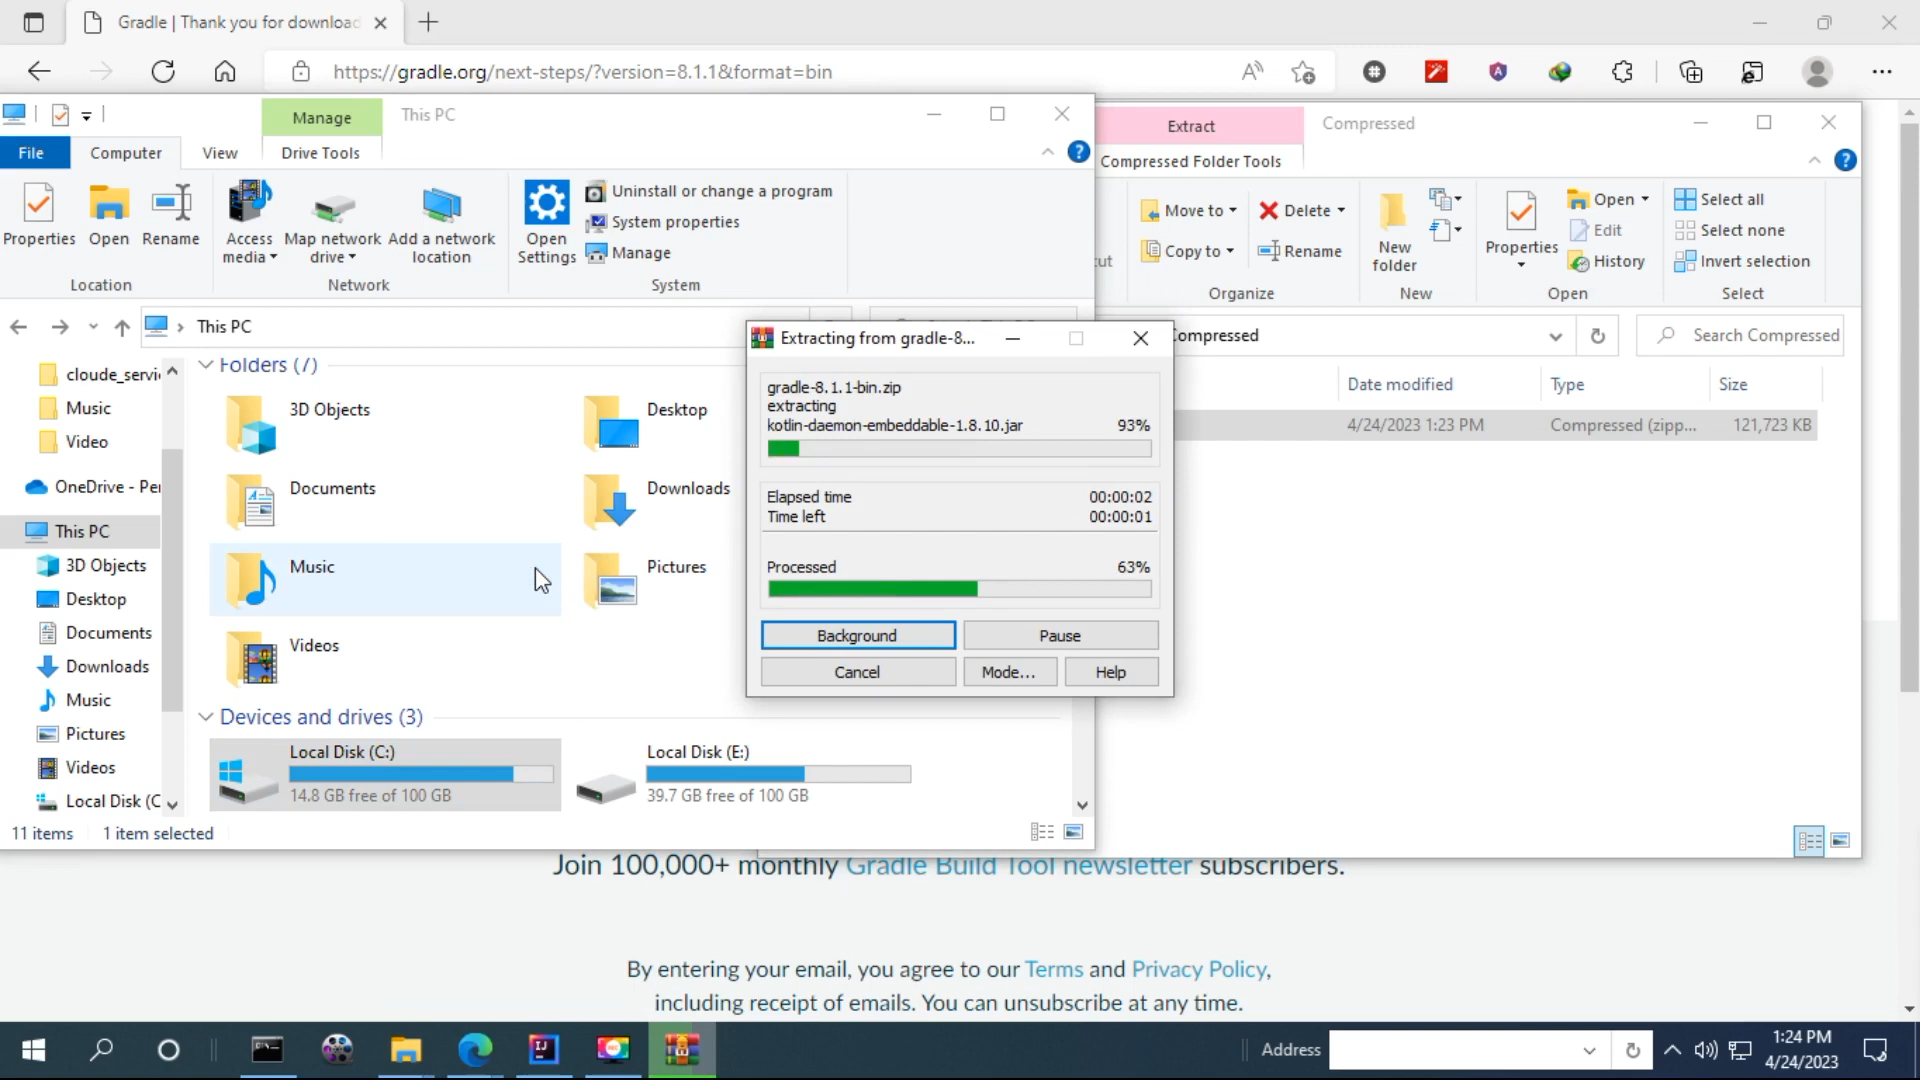 Gradle | Thank you for download
https://gradle.org/next-steps/?version=8.1.1&format=bin
Manage
This PC
File
Computer
View
Drive Tools
Properties
Open
Rename
Access media
Map network drive
Add a network location
Open Settings
Uninstall or change a program
System properties
Manage
Location
Network
System
This PC
cloude_servi
Music
Video
OneDrive - Per
This PC
3D Objects
Desktop
Documents
Downloads
Music
Pictures
Videos
Local Disk (C
Folders (7)
3D Objects
Desktop
Documents
Downloads
Music
Pictures
Videos
Devices and drives (3)
Local Disk (C:)
14.8 GB free of 100 GB
Local Disk (E:)
39.7 GB free of 100 GB
11 items
1 item selected
Extract
Compressed
Compressed Folder Tools
Move to
Delete
Copy to
Rename
New folder
Properties
Open
Edit
History
Select all
Select none
Invert selection
Organize
New
Open
Select
Compressed
Search Compressed
Date modified
Type
Size
4/24/2023 1:23 PM
Compressed (zipp...
121,723 KB
Extracting from gradle-8...
gradle-8.1.1-bin.zip
extracting
kotlin-daemon-embeddable-1.8.10.jar
93%
Elapsed time
00:00:02
Time left
00:00:01
Processed
63%
Background
Pause
Cancel
Mode...
Help
Join 100,000+ monthly Gradle Build Tool newsletter subscribers.
By entering your email, you agree to our Terms and Privacy Policy,
including receipt of emails. You can unsubscribe at any time.
Address
1:24 PM
4/24/2023